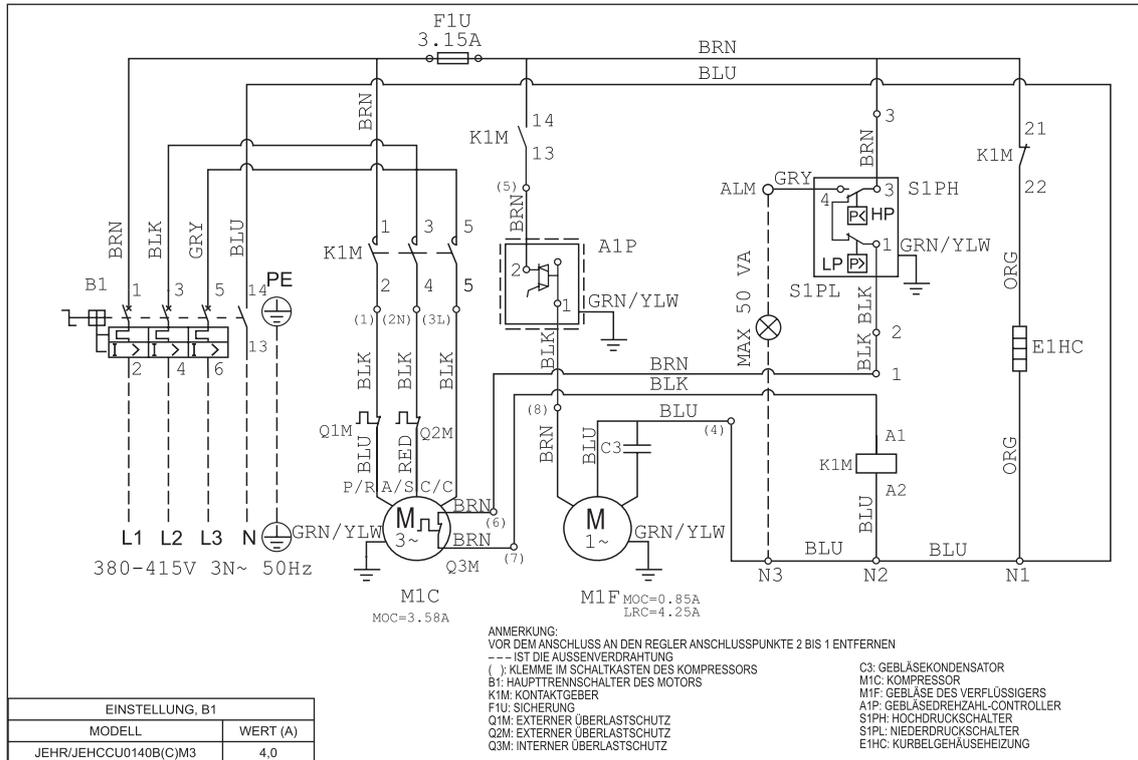 F1U
3.15A
BRN
BLU
BRN
14
K1M
13
3
BRN
21
K1M
22
(5)
BRN
ALM
GRY
4
3
S1PH
P<
HP
1
GRN/YLW
LP
P>
S1PL
BRN
BLK
GRY
BLU
B1
1
3
5
14
PE
13
2
4
6
1
3
5
K1M
2
4
5
(1)
(2N)
(3L)
A1P
2
1
GRN/YLW
MAX 50 VA
BLK
BLK
2
1
ORG
E1HC
ORG
BLK
BLK
BLK
BLK
BRN
BLK
(8)
BLU
(4)
Q1M
Q2M
BLU
RED
BRN
BLU
C3
A1
K1M
A2
BLU
P/R
A/S
C/C
BRN
(6)
M
3~
GRN/YLW
BRN
(7)
Q3M
M
1~
GRN/YLW
L1
L2
L3
N
380-415V 3N~ 50Hz
BLU
BLU
N3
N2
N1
M1C
MOC=3.58A
M1F
MOC=0.85A
LRC=4.25A
ANMERKUNG:
VOR DEM ANSCHLUSS AN DEN REGLER ANSCHLUSSPUNKTE 2 BIS 1 ENTFERNEN
--- IST DIE AUSSENVERDRAHTUNG
( ): KLEMME IM SCHALTKASTEN DES KOMPRESSORS
B1: HAUPTTRENNSCHALTER DES MOTORS
K1M: KONTAKTGEBER
F1U: SICHERUNG
Q1M: EXTERNER ÜBERLASTSCHUTZ
Q2M: EXTERNER ÜBERLASTSCHUTZ
Q3M: INTERNER ÜBERLASTSCHUTZ
C3: GEBLÄSEKONDENSATOR
M1C: KOMPRESSOR
M1F: GEBLÄSE DES VERFLÜSSIGERS
A1P: GEBLÄSEDREHZAHL-CONTROLLER
S1PH: HOCHDRUCKSCHALTER
S1PL: NIEDERDRUCKSCHALTER
E1HC: KURBELGEHÄUSEHEIZUNG
EINSTELLUNG, B1
MODELL
WERT (A)
JEHR/JEHCCU0140B(C)M3
4,0